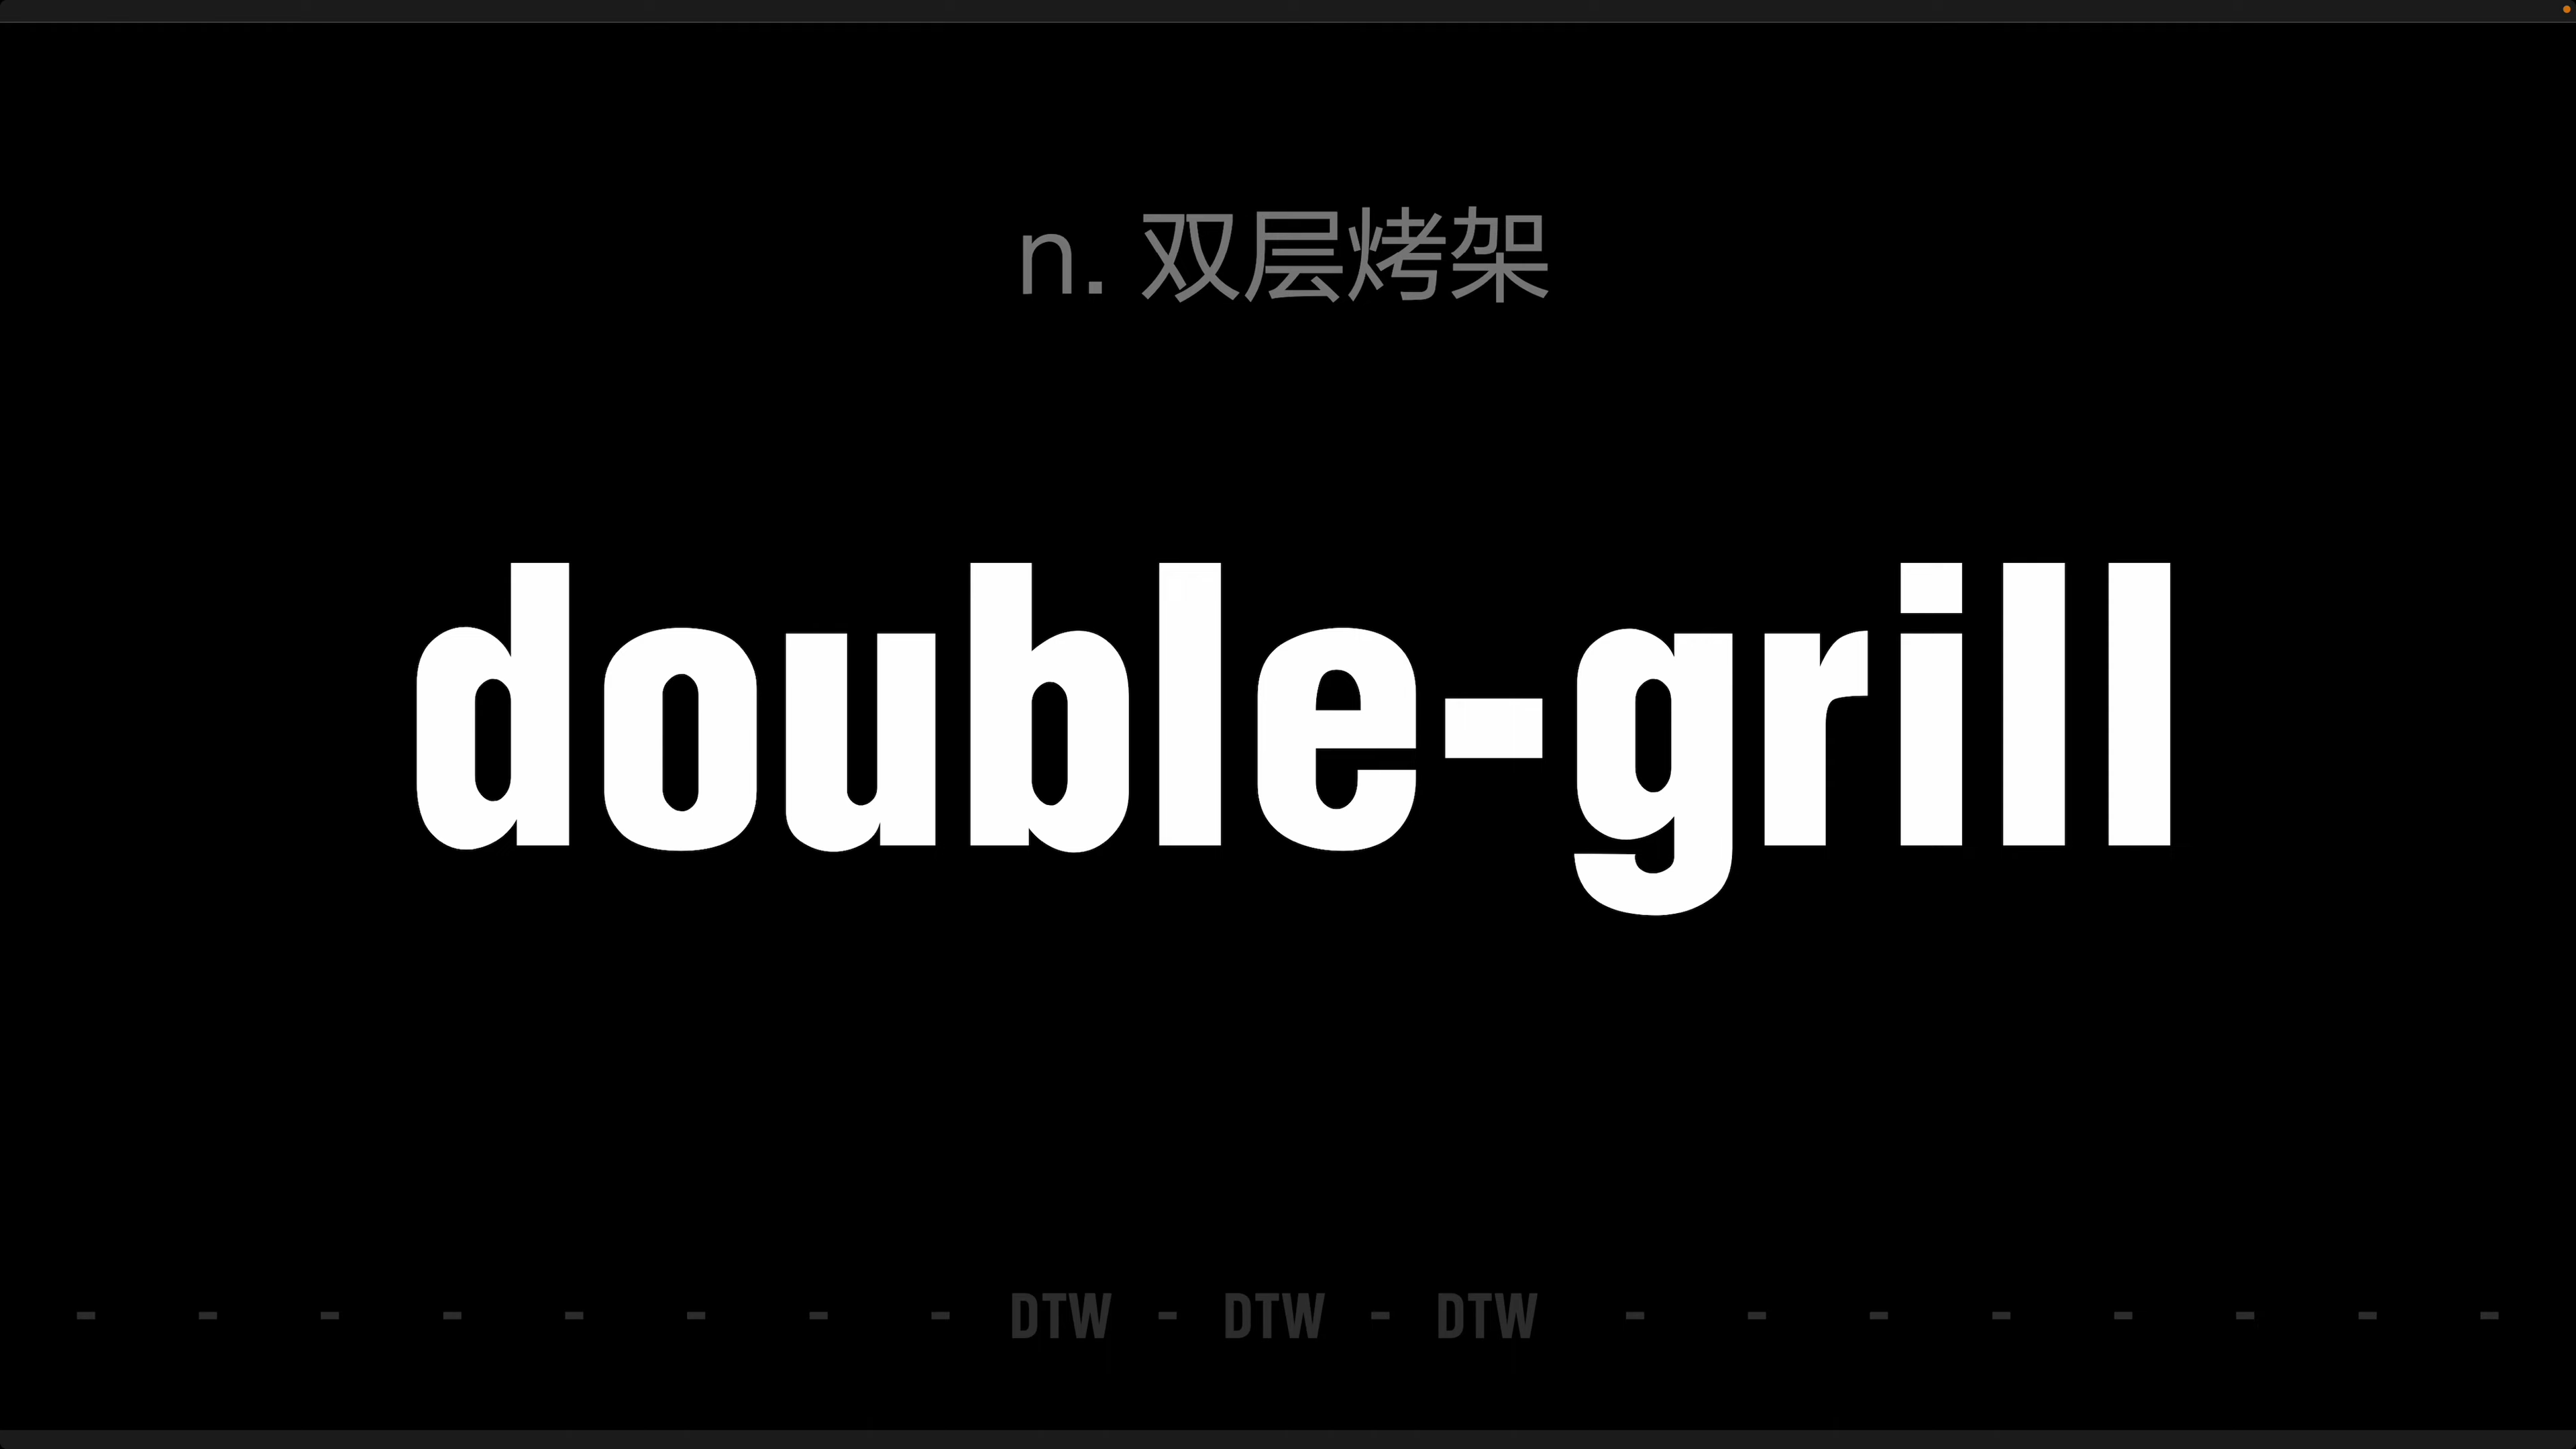 n. 双层烤架
double-grill
- - - - - - - - DTW - DTW - DTW - - - - - - - -